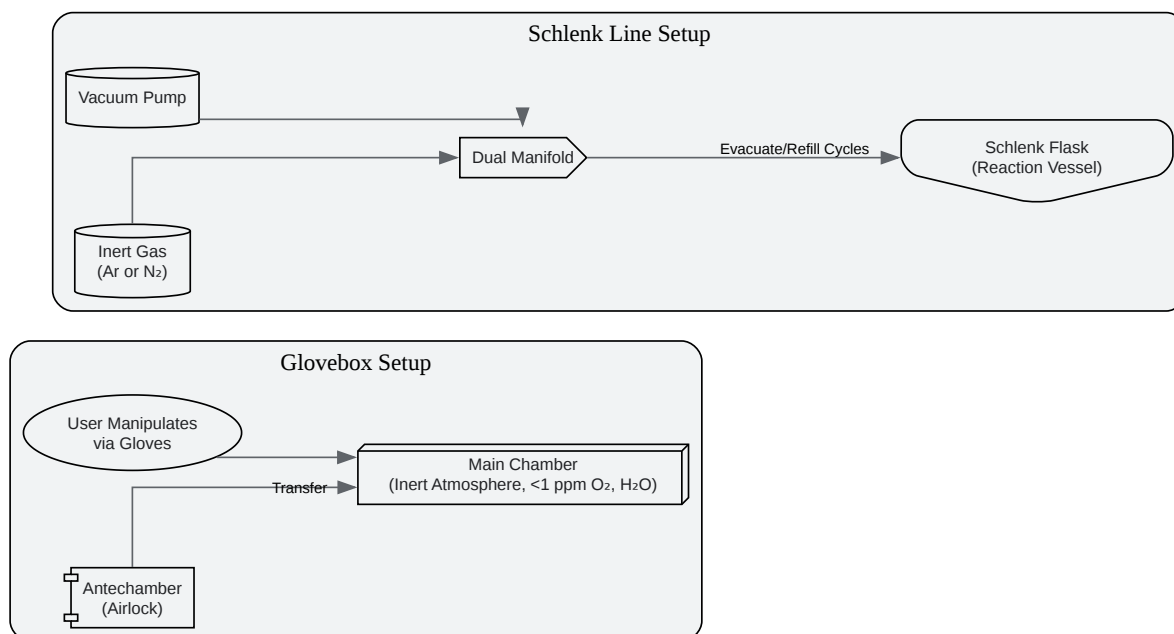 Schlenk Line Setup
Vacuum Pump
Dual Manifold
Evacuate/Refill Cycles
Schlenk Flask
(Reaction Vessel)
Inert Gas
(Ar or N₂)
Glovebox Setup
User Manipulates
via Gloves
Main Chamber
(Inert Atmosphere, <1 ppm O₂, H₂O)
Transfer
Antechamber
(Airlock)